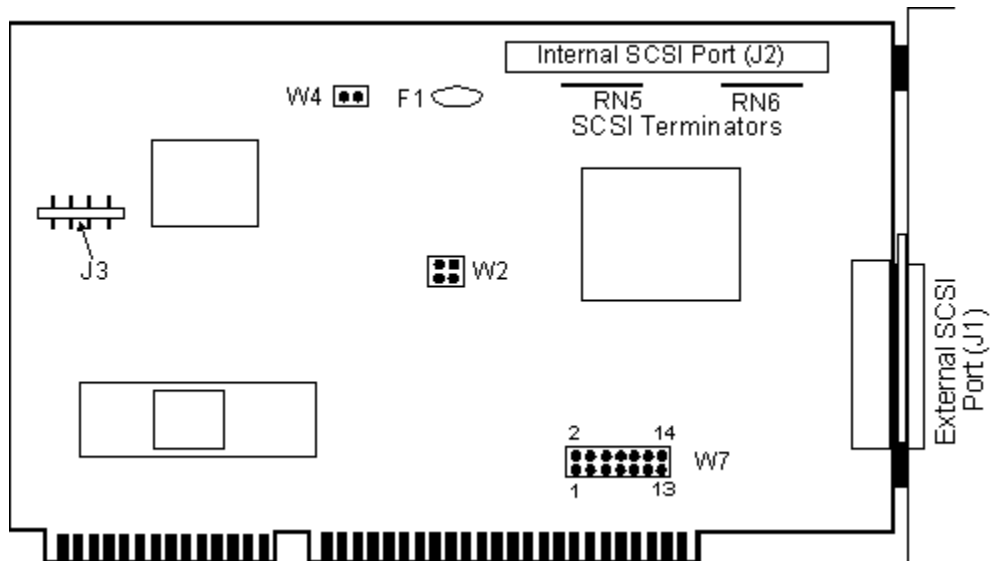 Internal SCSI Port (J2)
W4
F1
RN5
RN6
SCSI Terminators
J3
W2
External SCSI
Port (J1)
2
14
W7
1
13